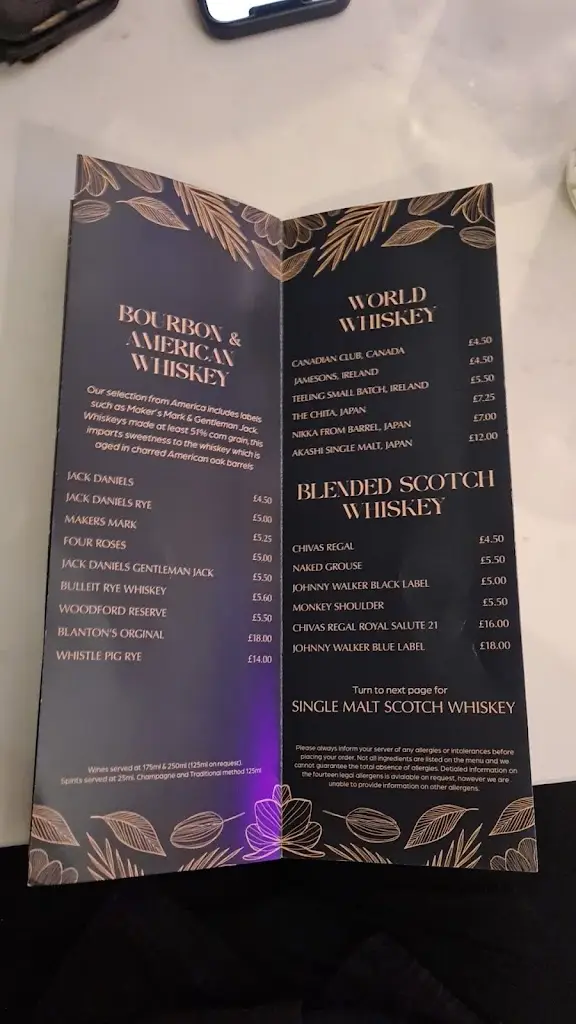 BOURBON &
AMERICAN
WHISKEY
Our selection from America includes labels
such as Maker's Mark & Gentleman Jack.
Whiskeys made at least 51% corn grain, this
imparts sweetness to the whiskey which is
aged in charred American oak barrels
JACK DANIELS £4.50
JACK DANIELS RYE £5.00
MAKERS MARK £5.25
FOUR ROSES £5.00
JACK DANIELS GENTLEMAN JACK £5.50
BULLEIT RYE WHISKEY £5.60
WOODFORD RESERVE £5.50
BLANTON'S ORGINAL £18.00
WHISTLE PIG RYE £14.00
Wines served at 175ml & 250ml (125ml on request).
Spirits served at 25ml. Champagne and Traditional method 125ml
WORLD
WHISKEY
CANADIAN CLUB, CANADA £4.50
JAMESONS, IRELAND £4.50
TEELING SMALL BATCH, IRELAND £5.50
THE CHITA, JAPAN £7.25
NIKKA FROM BARREL, JAPAN £7.00
AKASHI SINGLE MALT, JAPAN £12.00
BLENDED SCOTCH
WHISKEY
CHIVAS REGAL £4.50
NAKED GROUSE £5.50
JOHNNY WALKER BLACK LABEL £5.00
MONKEY SHOULDER £5.50
CHIVAS REGAL ROYAL SALUTE 21 £16.00
JOHNNY WALKER BLUE LABEL £18.00
Turn to next page for
SINGLE MALT SCOTCH WHISKEY
Please always inform your server of any allergies or intolerances before
placing your order. Not all ingredients are listed on the menu and we
cannot guarantee the total absence of allergies. Detailed information on
the fourteen legal allergens is avialable on request, however we are
unable to provide information on other allergens.